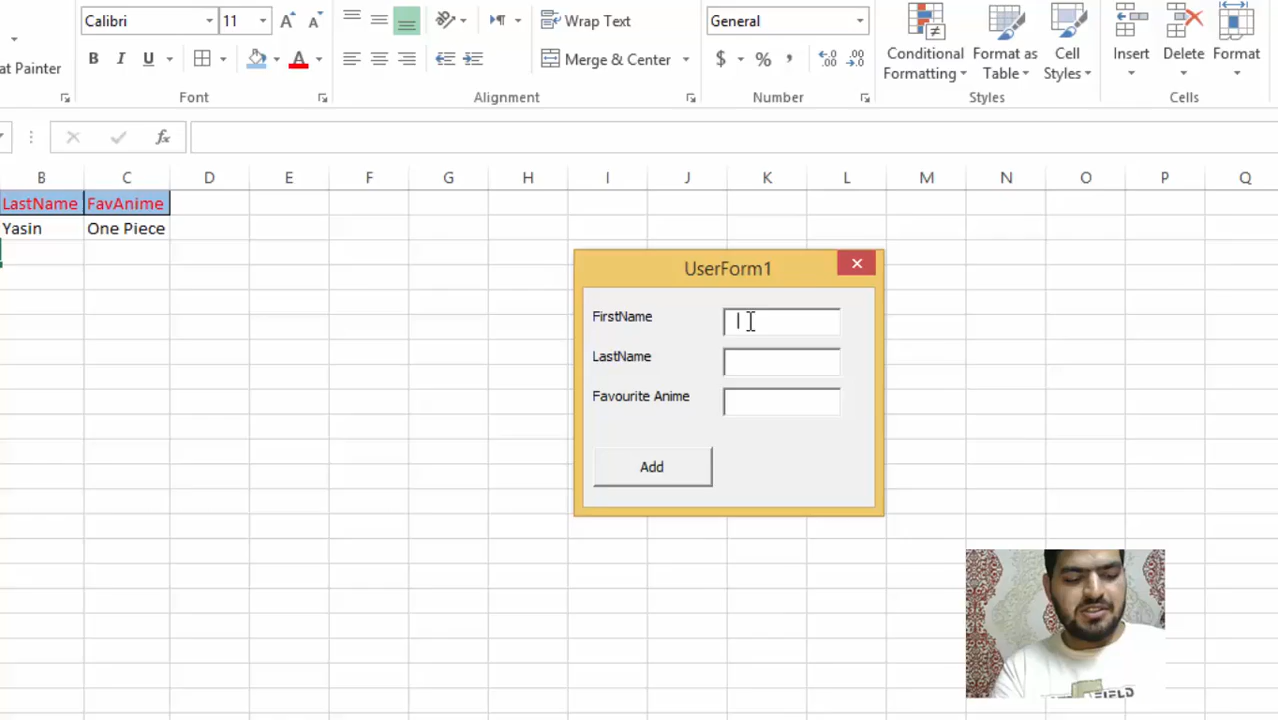 Calibri 11 Wrap Text General
B I U Merge & Center $ % Conditional Formatting Format as Table Cell Styles Insert Delete Format
at Painter Font Alignment Number Styles Cells
fx
B C D E F G H I J K L M N O P Q
LastName FavAnime
Yasin One Piece
UserForm1
FirstName
LastName
Favourite Anime
Add